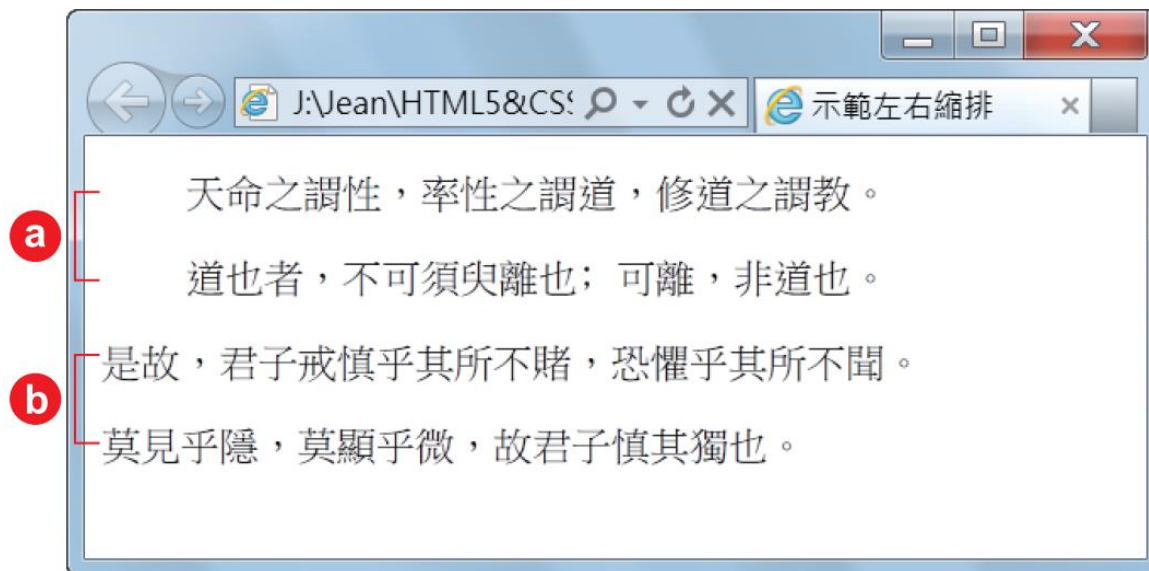 J:\Jean\HTML5&CSS
示範左右縮排
a
天命之謂性，率性之謂道，修道之謂教。
道也者，不可須臾離也；可離，非道也。
b
是故，君子戒慎乎其所不賭，恐懼乎其所不聞。
莫見乎隱，莫顯乎微，故君子慎其獨也。